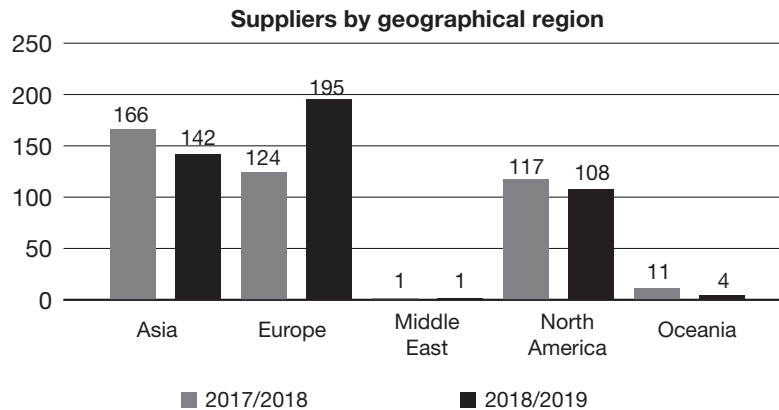 Suppliers by geographical region
250
200
150
100
50
0
166
142
124
195
1
1
117
108
11
4
Asia
Europe
Middle
East
North
America
Oceania
2017/2018
2018/2019